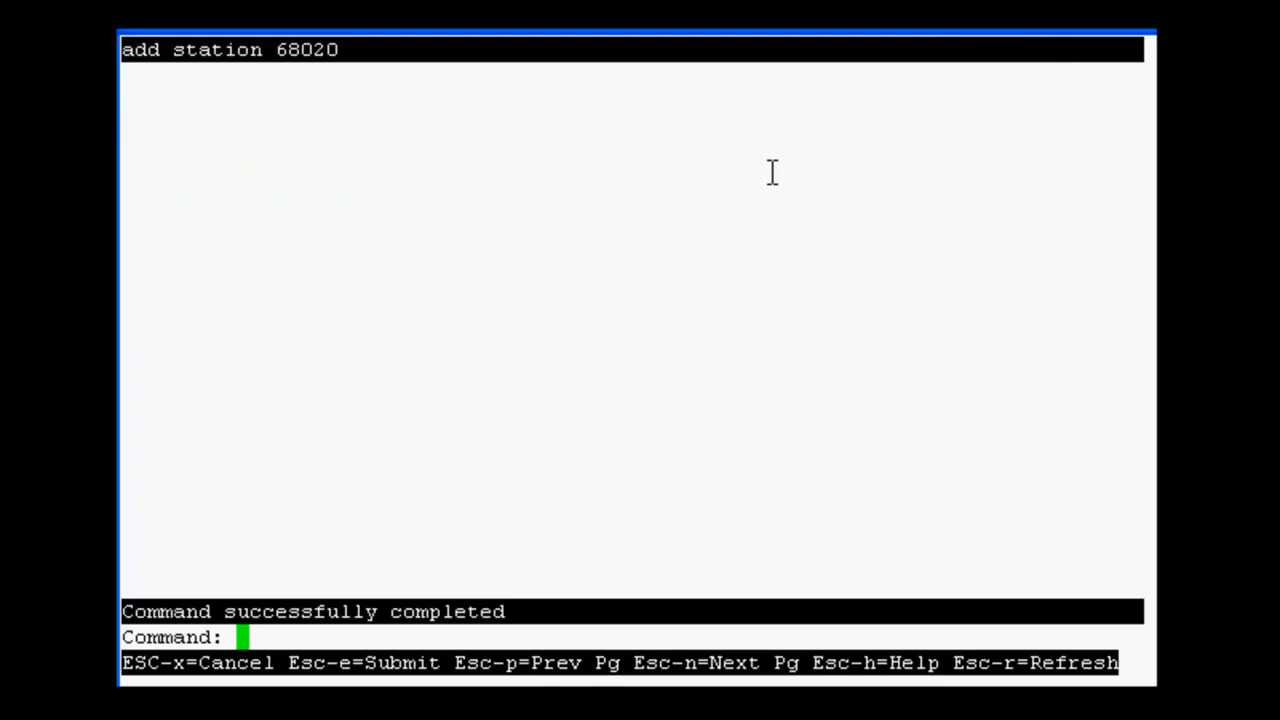 add station 68020
Command successfully completed
Command:
ESC-x=Cancel Esc-e=Submit Esc-p=Prev Pg Esc-n=Next Pg Esc-h=Help Esc-r=Refresh